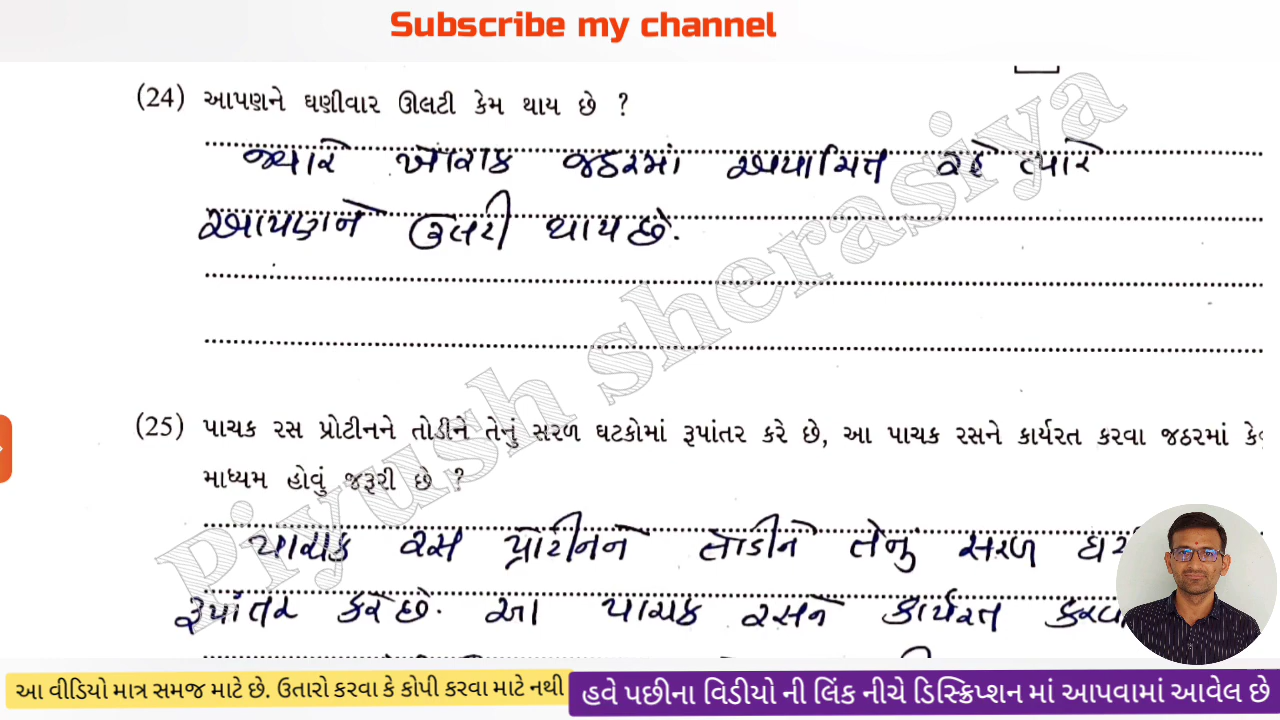 Subscribe my channel
(24) આપણને ઘણીવાર ઊલટી કેમ થાય છે ?
જ્યારે ખોરાક જઠરમાં અપાચિત રહે ત્યારે
આપણને ઉલટી થાય છે.
(25) પાચક રસ પ્રોટીનને તોડીને તેનું સરળ ઘટકોમાં રૂપાંતર કરે છે, આ પાચક રસને કાર્યરત કરવા જઠરમાં
માધ્યમ હોવું જરૂરી છે ?
પાચક રસ પ્રોટીનને તોડીને તેનું સરળ
રૂપાંતર કરે છે. આ પાચક રસને કાર્યરત
Piyush sherasiya
આ વીડિયો માત્ર સમજ માટે છે. ઉતારો કરવા કે કોપી કરવા માટે નથી
હવે પછીના વિડીયો ની લિંક નીચે ડિસ્ક્રિપ્શન માં આપવામાં આવેલ છે